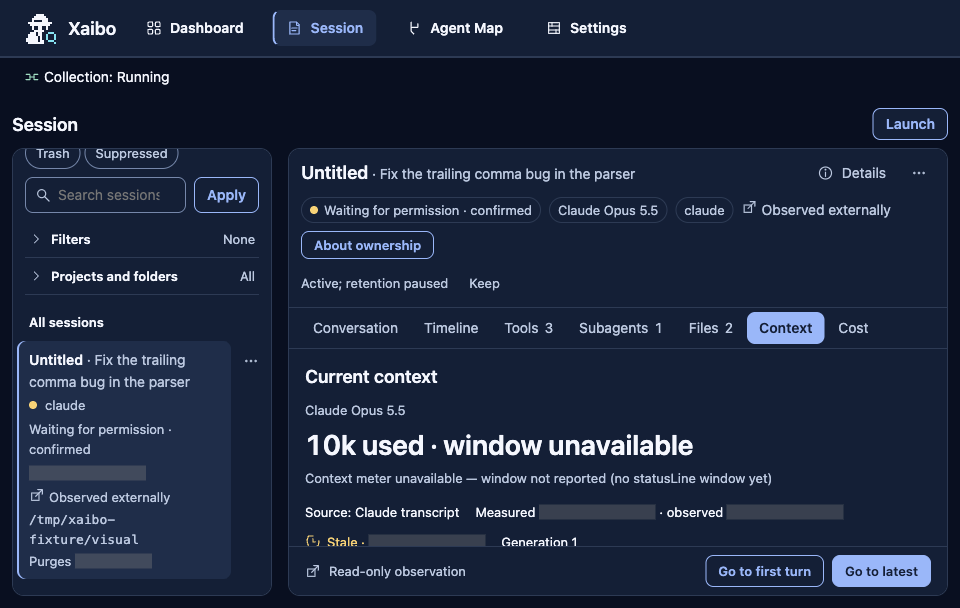 Xaibo
Dashboard
Session
Agent Map
Settings
Collection: Running
Session
Launch
Trash
Suppressed
Search sessions
Apply
Filters
None
Projects and folders
All
All sessions
Untitled · Fix the trailing
comma bug in the parser
claude
Waiting for permission ·
confirmed
Observed externally
/tmp/xaibo-
fixture/visual
Purges
Untitled · Fix the trailing comma bug in the parser
Details
Waiting for permission · confirmed
Claude Opus 5.5
claude
Observed externally
About ownership
Active; retention paused
Keep
Conversation
Timeline
Tools 3
Subagents 1
Files 2
Context
Cost
Current context
Claude Opus 5.5
10k used · window unavailable
Context meter unavailable — window not reported (no statusLine window yet)
Source: Claude transcript
Measured
· observed
Stale ·
Generation 1
Read-only observation
Go to first turn
Go to latest